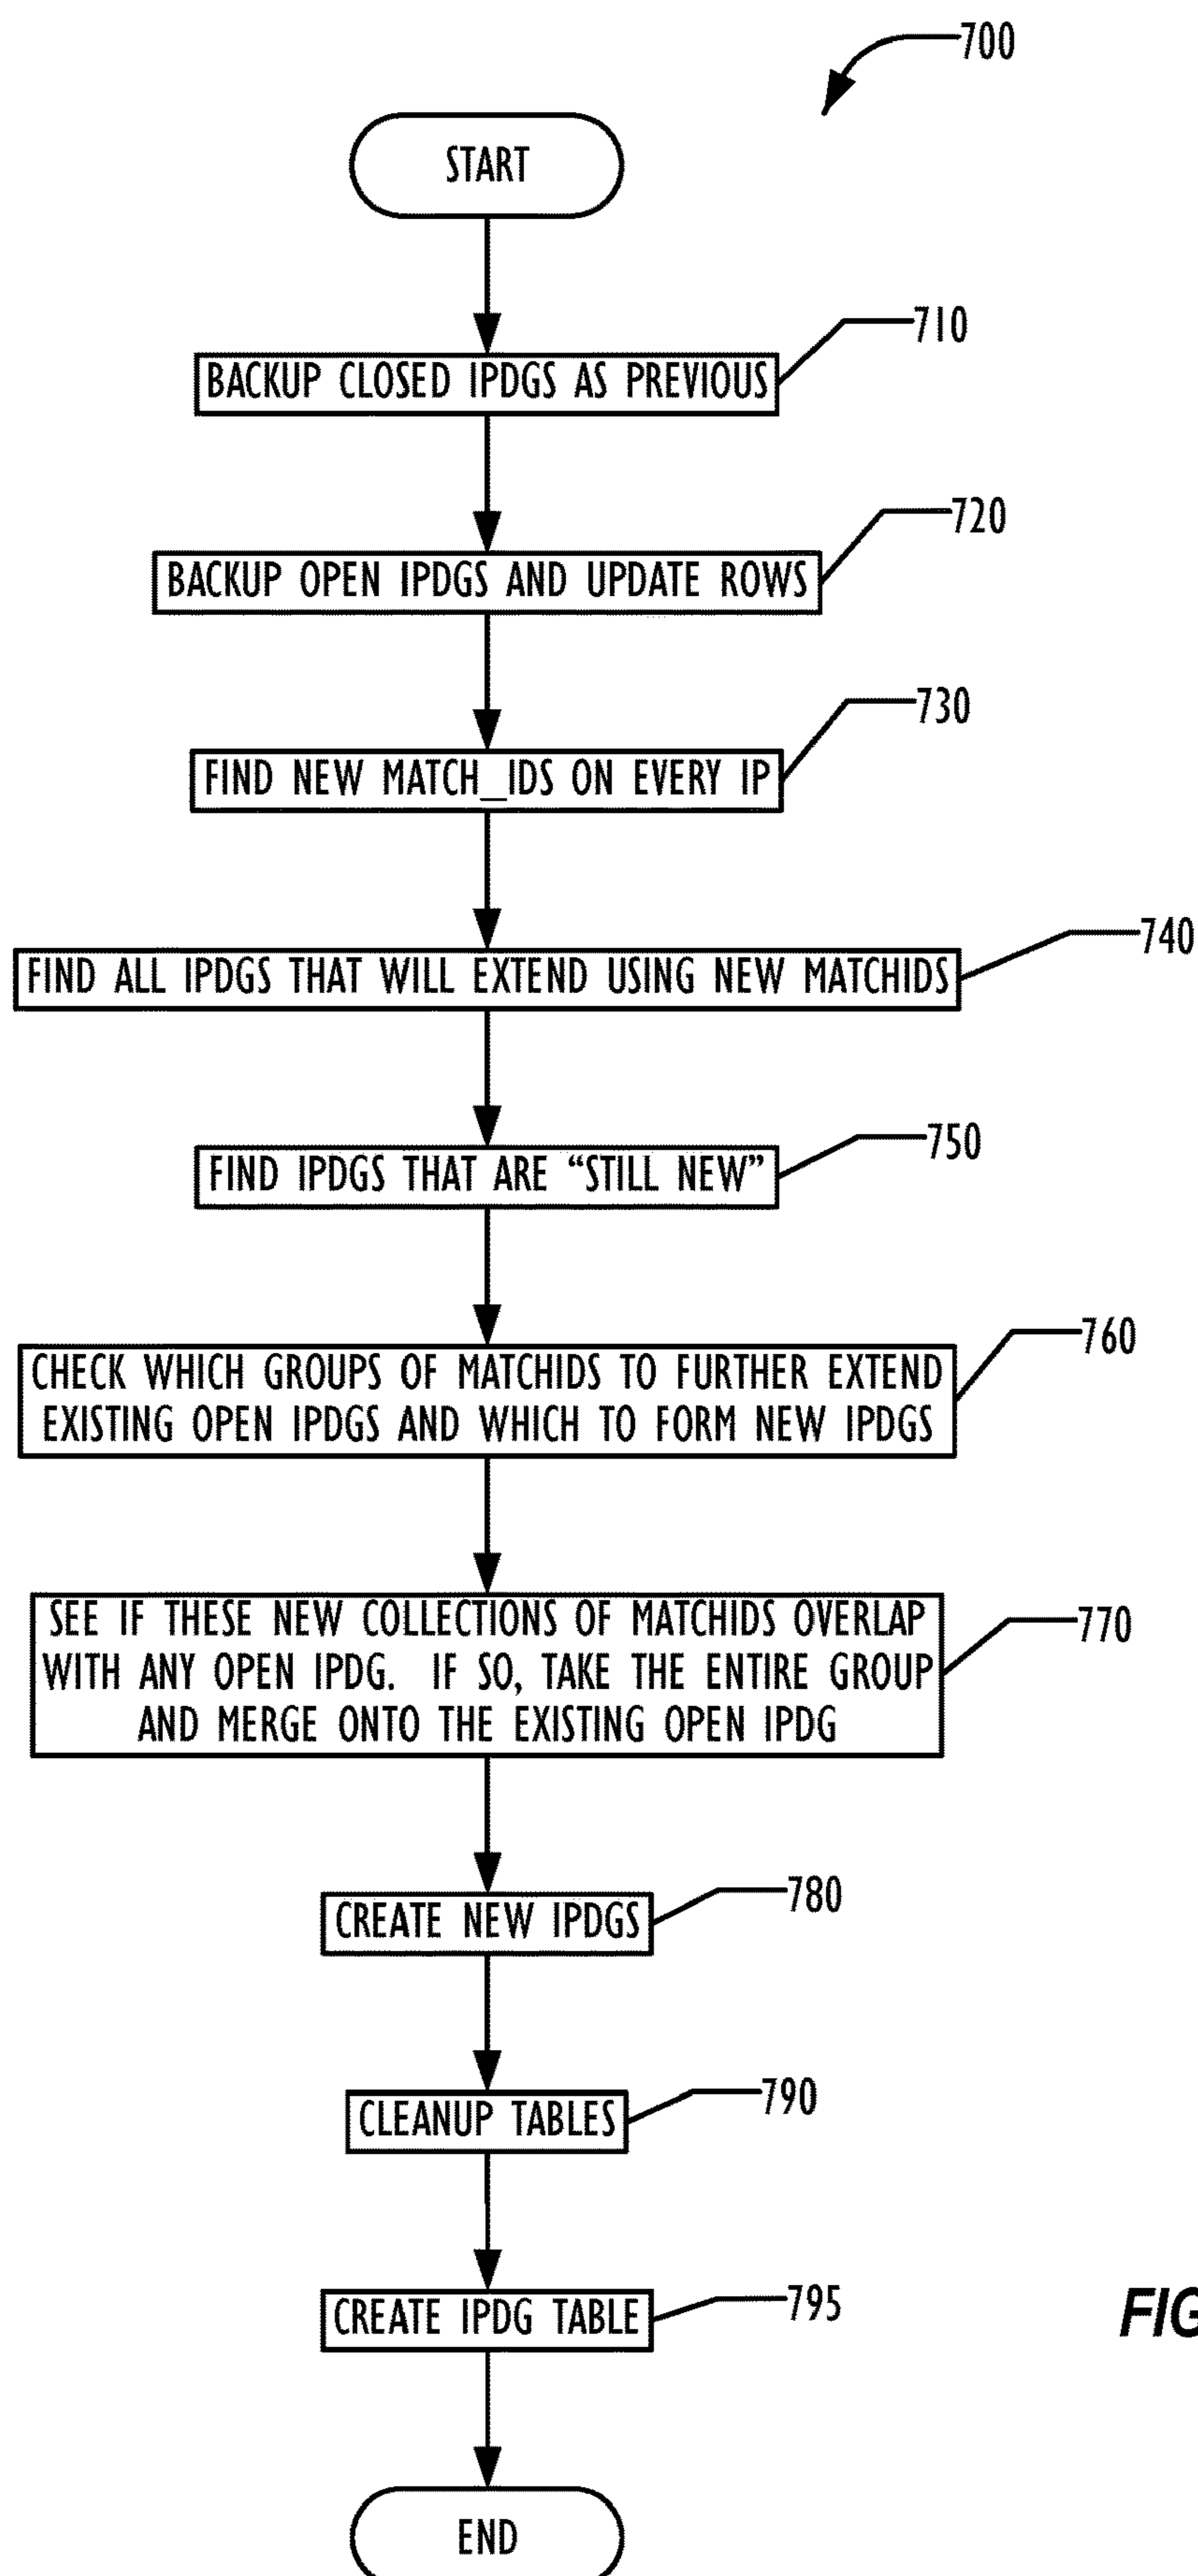 700
START
710
BACKUP CLOSED IPDGS AS PREVIOUS
720
BACKUP OPEN IPDGS AND UPDATE ROWS
730
FIND NEW MATCH_IDS ON EVERY IP
740
FIND ALL IPDGS THAT WILL EXTEND USING NEW MATCHIDS
750
FIND IPDGS THAT ARE “STILL NEW”
760
CHECK WHICH GROUPS OF MATCHIDS TO FURTHER EXTEND
EXISTING OPEN IPDGS AND WHICH TO FORM NEW IPDGS
770
SEE IF THESE NEW COLLECTIONS OF MATCHIDS OVERLAP
WITH ANY OPEN IPDG. IF SO, TAKE THE ENTIRE GROUP
AND MERGE ONTO THE EXISTING OPEN IPDG
780
CREATE NEW IPDGS
790
CLEANUP TABLES
795
CREATE IPDG TABLE
FIG
END